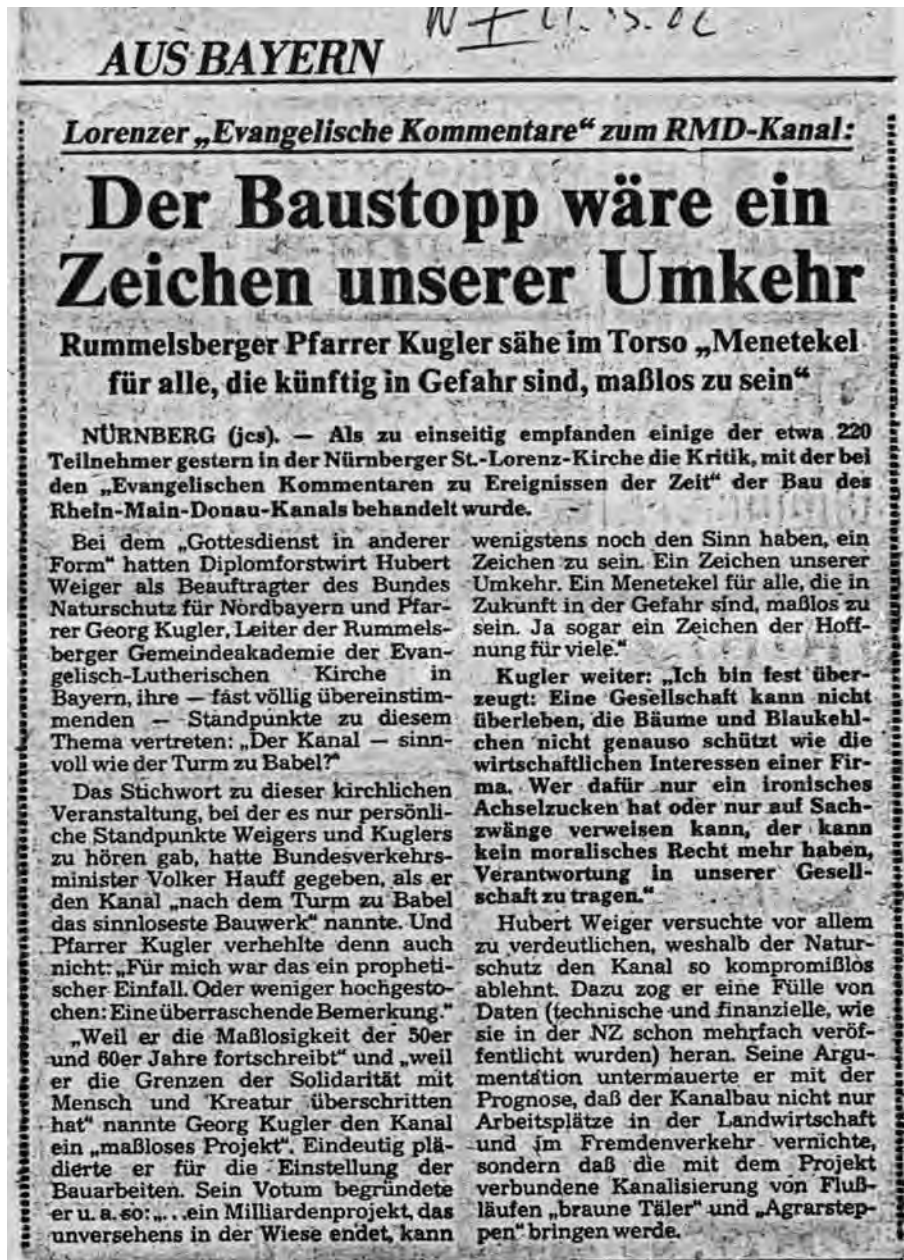 AUS BAYERN
Lorenzer „Evangelische Kommentare“ zum RMD-Kanal:
Der Baustopp wäre ein
Zeichen unserer Umkehr
Rummelsberger Pfarrer Kugler sähe im Torso „Menetekel
für alle, die künftig in Gefahr sind, maßlos zu sein“
NÜRNBERG (jcs). — Als zu einseitig empfanden einige der etwa 220
Teilnehmer gestern in der Nürnberger St.-Lorenz-Kirche die Kritik, mit der bei
den „Evangelischen Kommentaren zu Ereignissen der Zeit“ der Bau des
Rhein-Main-Donau-Kanals behandelt wurde.
Bei dem „Gottesdienst in anderer
Form“ hatten Diplomforstwirt Hubert
Weiger als Beauftragter des Bundes
Naturschutz für Nordbayern und Pfar-
rer Georg Kugler, Leiter der Rummels-
berger Gemeindeakademie der Evan-
gelisch-Lutherischen Kirche in
Bayern, ihre — fast völlig übereinstim-
menden — Standpunkte zu diesem
Thema vertreten: „Der Kanal — sinn-
voll wie der Turm zu Babel?“
Das Stichwort zu dieser kirchlichen
Veranstaltung, bei der es nur persönli-
che Standpunkte Weigers und Kuglers
zu hören gab, hatte Bundesverkehrs-
minister Volker Hauff gegeben, als er
den Kanal „nach dem Turm zu Babel
das sinnloseste Bauwerk“ nannte. Und
Pfarrer Kugler verhehlte denn auch
nicht: „Für mich war das ein propheti-
scher Einfall. Oder weniger hochgesto-
chen: Eine überraschende Bemerkung.“
„Weil er die Maßlosigkeit der 50er
und 60er Jahre fortschreibt“ und „weil
er die Grenzen der Solidarität mit
Mensch und Kreatur überschritten
hat“ nannte Georg Kugler den Kanal
ein „maßloses Projekt“. Eindeutig plä-
dierte er für die Einstellung der
Bauarbeiten. Sein Votum begründete
er u. a. so: „. . . ein Milliardenprojekt, das
unversehens in der Wiese endet, kann
wenigstens noch den Sinn haben, ein
Zeichen zu sein. Ein Zeichen unserer
Umkehr. Ein Menetekel für alle, die in
Zukunft in der Gefahr sind, maßlos zu
sein. Ja sogar ein Zeichen der Hoff-
nung für viele.“
Kugler weiter: „Ich bin fest über-
zeugt: Eine Gesellschaft kann nicht
überleben, die Bäume und Blaukehl-
chen nicht genauso schützt wie die
wirtschaftlichen Interessen einer Fir-
ma. Wer dafür nur ein ironisches
Achselzucken hat oder nur auf Sach-
zwänge verweisen kann, der kann
kein moralisches Recht mehr haben,
Verantwortung in unserer Gesell-
schaft zu tragen.“
Hubert Weiger versuchte vor allem
zu verdeutlichen, weshalb der Natur-
schutz den Kanal so kompromißlos
ablehnt. Dazu zog er eine Fülle von
Daten (technische und finanzielle, wie
sie in der NZ schon mehrfach veröf-
fentlicht wurden) heran. Seine Argu-
mentation untermauerte er mit der
Prognose, daß der Kanalbau nicht nur
Arbeitsplätze in der Landwirtschaft
und im Fremdenverkehr vernichte,
sondern daß die mit dem Projekt
verbundene Kanalisierung von Fluß-
läufen „braune Täler“ und „Agrarstep-
pen“ bringen werde.